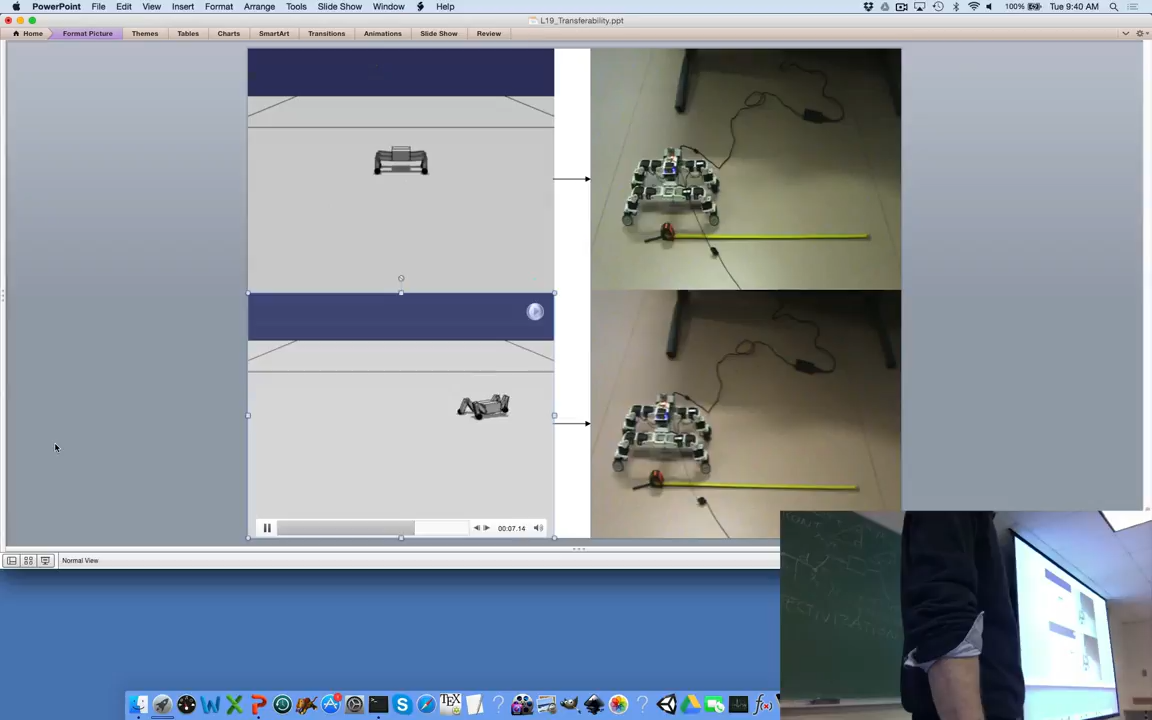 PowerPoint File Edit View Insert Format Arrange Tools Slide Show Window Help 100% Tue 9:40 AM
L19_Transferability.ppt
Home Format Picture Themes Tables Charts SmartArt Transitions Animations Slide Show Review
00:07.14
Normal View